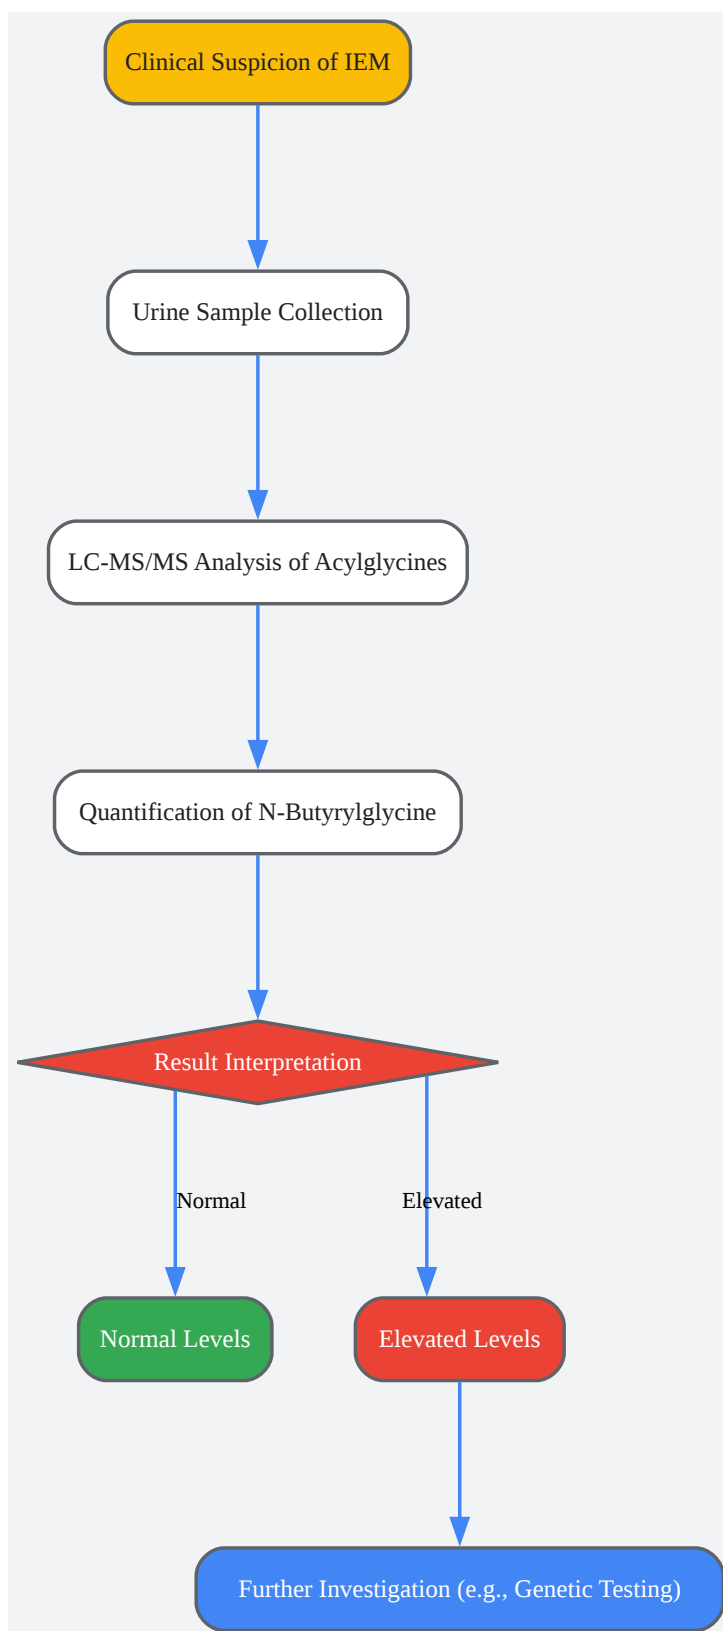 Clinical Suspicion of IEM
Urine Sample Collection
LC-MS/MS Analysis of Acylglycines
Quantification of N-Butyrylglycine
Result Interpretation
Normal
Elevated
Normal Levels
Elevated Levels
Further Investigation (e.g., Genetic Testing)